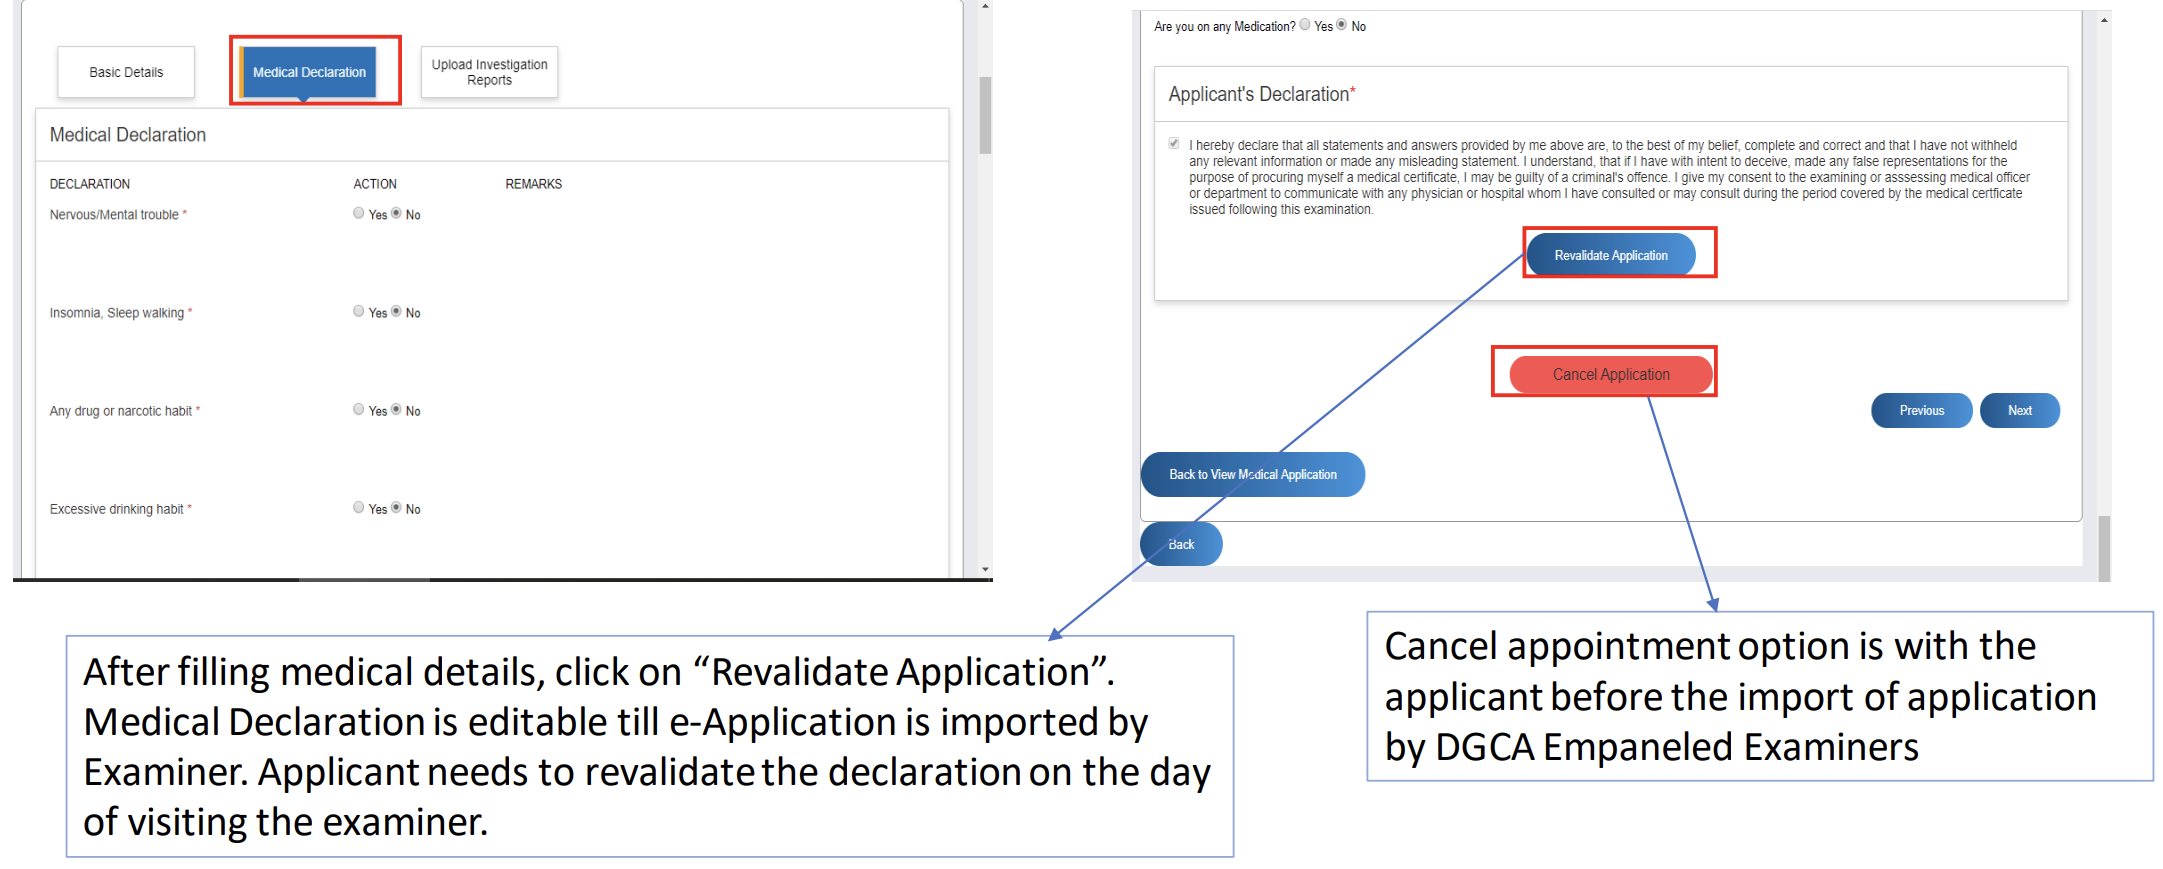 Basic Details
Medical Declaration
Upload Investigation
Reports
Medical Declaration
DECLARATION ACTION REMARKS
Nervous/Mental trouble * Yes No
Insomnia, Sleep walking * Yes No
Any drug or narcotic habit * Yes No
Excessive drinking habit * Yes No
Are you on any Medication? Yes No
Applicant's Declaration*
I hereby declare that all statements and answers provided by me above are, to the best of my belief, complete and correct and that I have not withheld
any relevant information or made any misleading statement. I understand, that if I have with intent to deceive, made any false representations for the
purpose of procuring myself a medical certificate, I may be guilty of a criminal's offence. I give my consent to the examining or asssessing medical officer
or department to communicate with any physician or hospital whom I have consulted or may consult during the period covered by the medical certficate
issued following this examination.
Revalidate Application
Cancel Application
Previous Next
Back to View Medical Application
Back
After filling medical details, click on “Revalidate Application”.
Medical Declaration is editable till e-Application is imported by
Examiner. Applicant needs to revalidate the declaration on the day
of visiting the examiner.
Cancel appointment option is with the
applicant before the import of application
by DGCA Empaneled Examiners